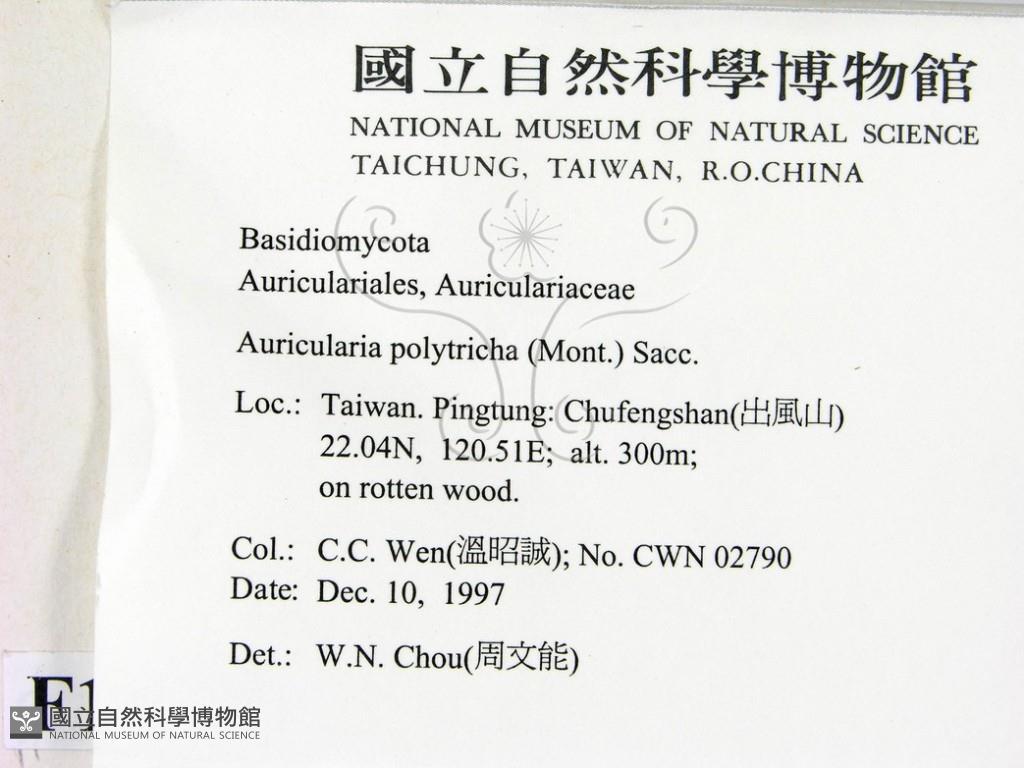 國立自然科學博物館
NATIONAL MUSEUM OF NATURAL SCIENCE
TAICHUNG, TAIWAN, R.O.CHINA
Basidiomycota
Auriculariales, Auriculariaceae
Auricularia polytricha (Mont.) Sacc.
Loc.: Taiwan. Pingtung: Chufengshan(出風山)
22.04N, 120.51E; alt. 300m;
on rotten wood.
Col.: C.C. Wen(溫昭誠); No. CWN 02790
Date: Dec. 10, 1997
Det.: W.N. Chou(周文能)
F1
國立自然科學博物館
NATIONAL MUSEUM OF NATURAL SCIENCE